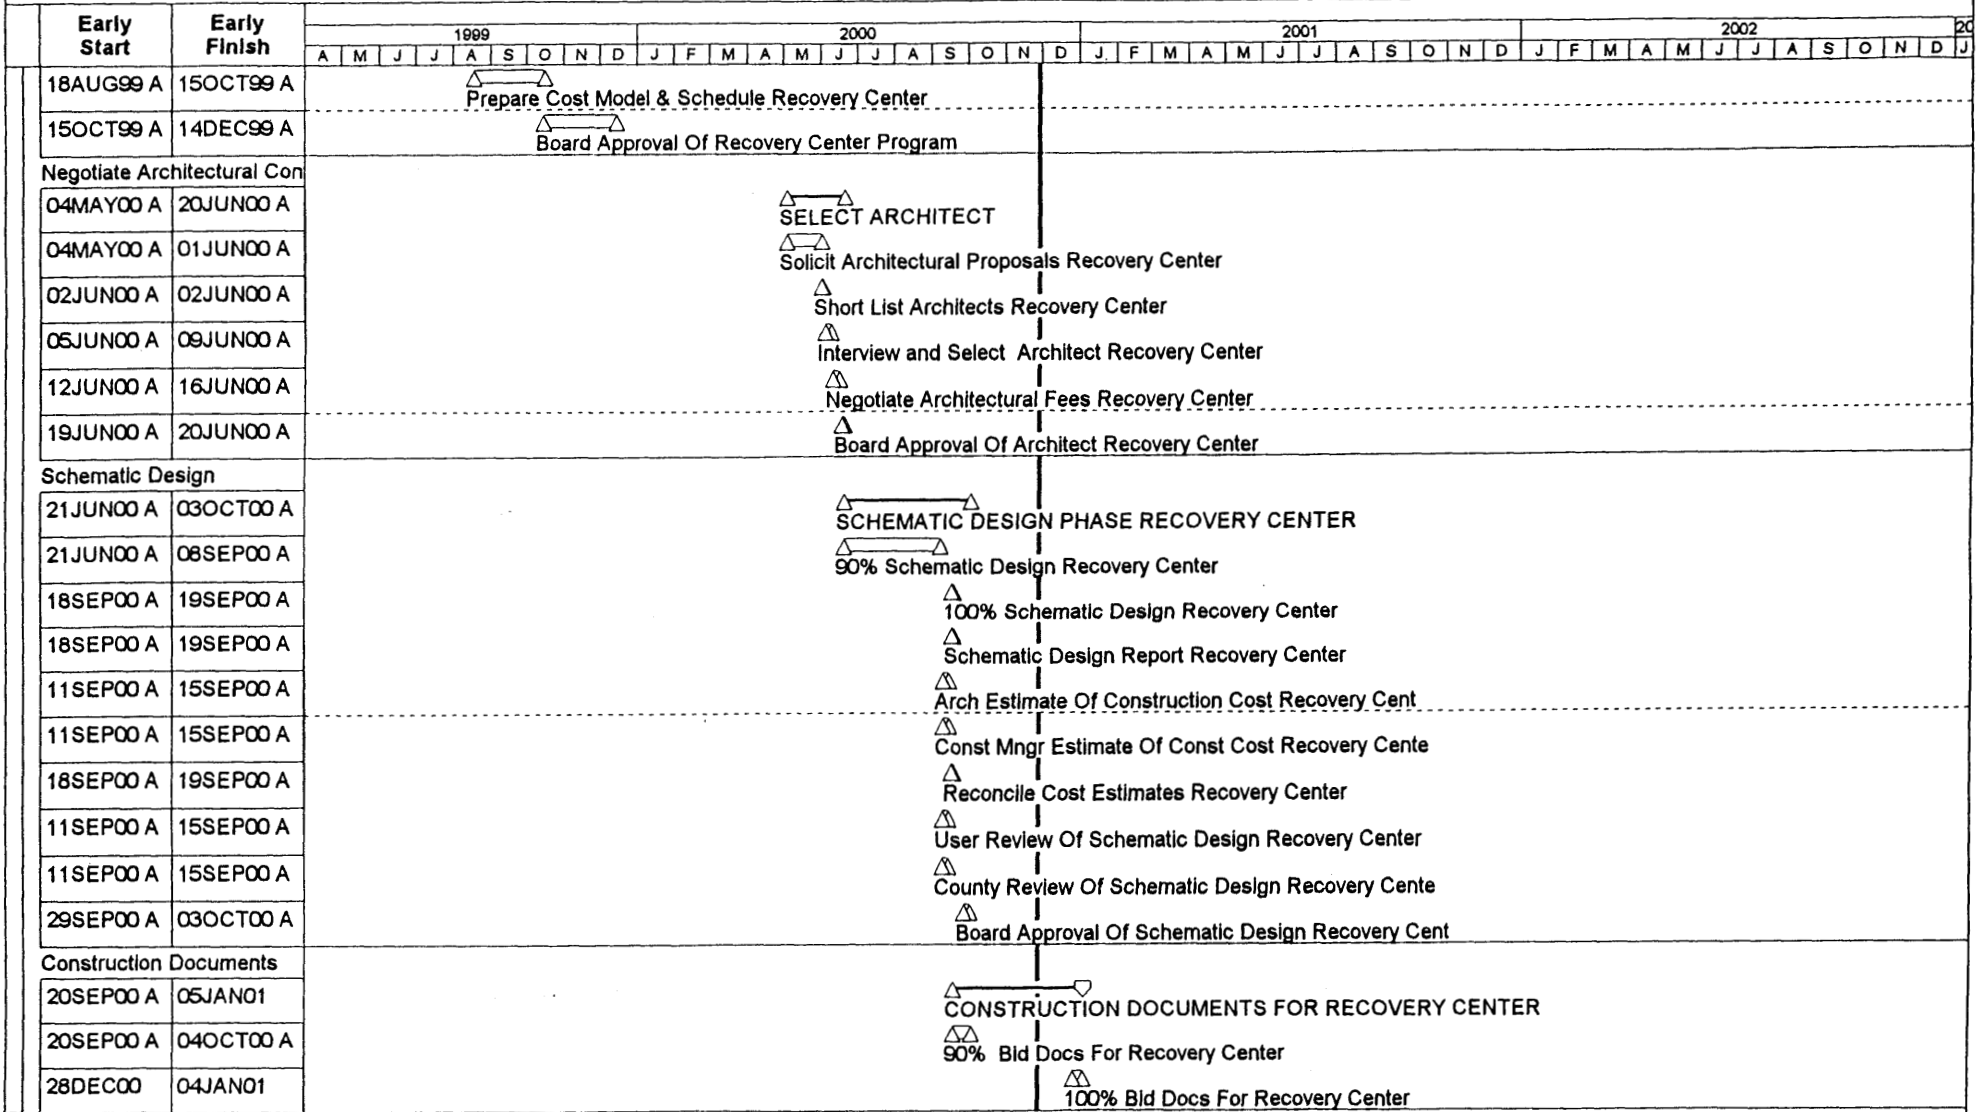 Early Start Early Finish
1999 2000 2001 2002 20
A M J J A S O N D J F M A M J J A S O N D J F M A M J J A S O N D J F M A M J J A S O N D J
18AUG99 A 15OCT99 A
Prepare Cost Model & Schedule Recovery Center
15OCT99 A 14DEC99 A
Board Approval Of Recovery Center Program
Negotiate Architectural Con
04MAY00 A 20JUN00 A
SELECT ARCHITECT
04MAY00 A 01JUN00 A
Solicit Architectural Proposals Recovery Center
02JUN00 A 02JUN00 A
Short List Architects Recovery Center
05JUN00 A 09JUN00 A
Interview and Select Architect Recovery Center
12JUN00 A 16JUN00 A
Negotiate Architectural Fees Recovery Center
19JUN00 A 20JUN00 A
Board Approval Of Architect Recovery Center
Schematic Design
21JUN00 A 03OCT00 A
SCHEMATIC DESIGN PHASE RECOVERY CENTER
21JUN00 A 08SEP00 A
90% Schematic Design Recovery Center
18SEP00 A 19SEP00 A
100% Schematic Design Recovery Center
18SEP00 A 19SEP00 A
Schematic Design Report Recovery Center
11SEP00 A 15SEP00 A
Arch Estimate Of Construction Cost Recovery Cent
11SEP00 A 15SEP00 A
Const Mngr Estimate Of Const Cost Recovery Cente
18SEP00 A 19SEP00 A
Reconcile Cost Estimates Recovery Center
11SEP00 A 15SEP00 A
User Review Of Schematic Design Recovery Center
11SEP00 A 15SEP00 A
County Review Of Schematic Design Recovery Cente
29SEP00 A 03OCT00 A
Board Approval Of Schematic Design Recovery Cent
Construction Documents
20SEP00 A 05JAN01
CONSTRUCTION DOCUMENTS FOR RECOVERY CENTER
20SEP00 A 04OCT00 A
90% Bid Docs For Recovery Center
28DEC00 04JAN01
100% Bid Docs For Recovery Center